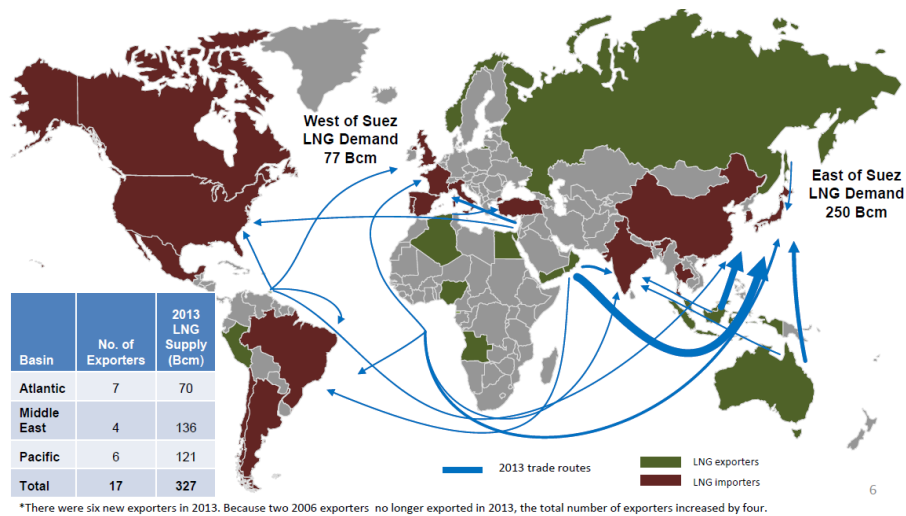 West of Suez
LNG Demand
77 Bcm
East of Suez
LNG Demand
250 Bcm
Basin
No. of
Exporters
2013
LNG
Supply
(Bcm)
Atlantic 7 70
Middle
East 4 136
Pacific 6 121
Total 17 327
2013 trade routes
LNG exporters
LNG importers
6
*There were six new exporters in 2013. Because two 2006 exporters no longer exported in 2013, the total number of exporters increased by four.